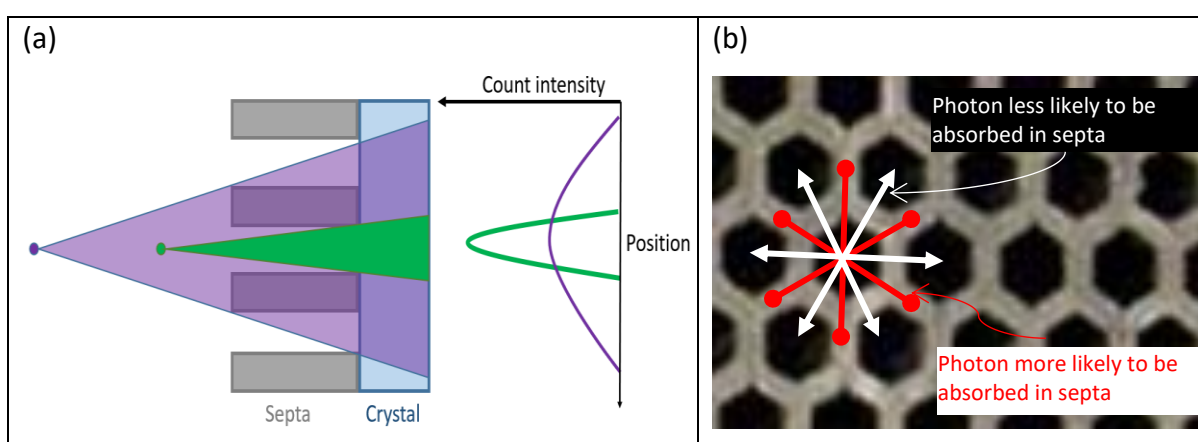 (a)
Count intensity
Position
Septa
Crystal
(b)
Photon less likely to be
absorbed in septa
Photon more likely to be
absorbed in septa